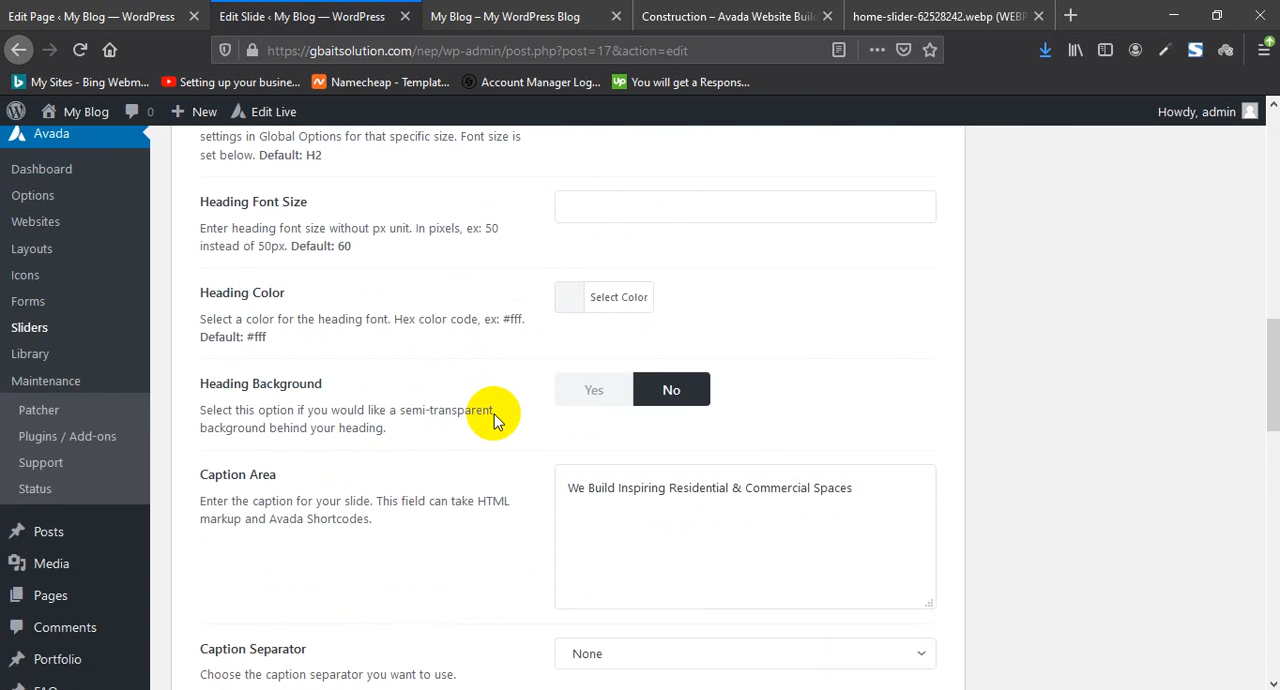 Edit Page ‹ My Blog — WordPress
Edit Slide ‹ My Blog — WordPress
My Blog – My WordPress Blog
Construction – Avada Website Buil
home-slider-62528242.webp (WEBP
https://gbaitsolution.com/nep/wp-admin/post.php?post=17&action=edit
My Sites - Bing Webm...
Setting up your busine...
Namecheap - Templat...
Account Manager Log...
Up
You will get a Respons...
My Blog
0
New
Edit Live
Howdy, admin
Avada
Dashboard
Options
Websites
Layouts
Icons
Forms
Sliders
Library
Maintenance
Patcher
Plugins / Add-ons
Support
Status
Posts
Media
Pages
Comments
Portfolio
FAQ
settings in Global Options for that specific size. Font size is
set below. Default: H2
Heading Font Size
Enter heading font size without px unit. In pixels, ex: 50
instead of 50px. Default: 60
Heading Color
Select a color for the heading font. Hex color code, ex: #fff.
Default: #fff
Select Color
Heading Background
Select this option if you would like a semi-transparent
background behind your heading.
Yes
No
Caption Area
Enter the caption for your slide. This field can take HTML
markup and Avada Shortcodes.
We Build Inspiring Residential & Commercial Spaces
Caption Separator
Choose the caption separator you want to use.
None